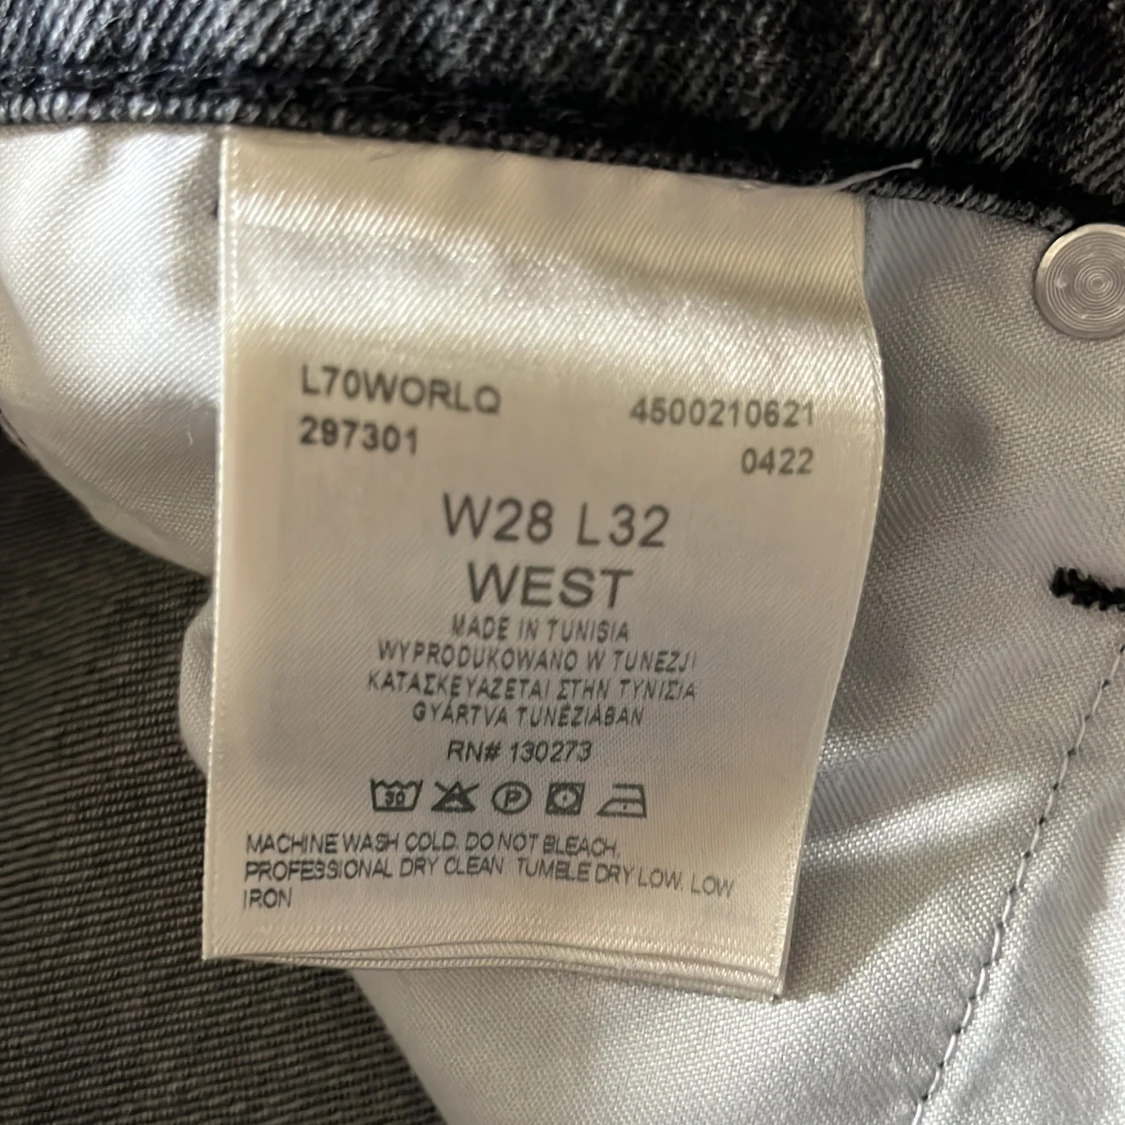 L70WORLQ 4500210621
297301 0422
W28 L32
WEST
MADE IN TUNISIA
WYPRODUKOWANO W TUNEZJI
ΚΑΤΑΣΚΕΥΑΖΕΤΑΙ ΣΤΗΝ ΤΥΝΙΣΙΑ
GYÁRTVA TUNÉZIÁBAN
RN# 130273
30 P
MACHINE WASH COLD. DO NOT BLEACH.
PROFESSIONAL DRY CLEAN TUMBLE DRY LOW. LOW
IRON